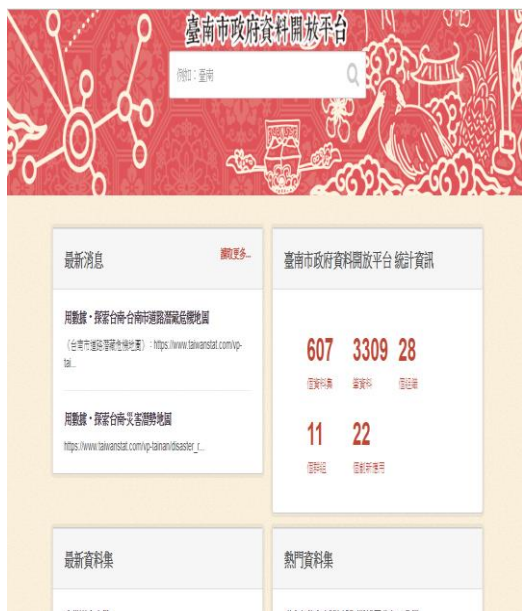 臺南市政府資料開放平台
例如：臺南
最新消息
讀取更多...
用數據‧探索台南-台南市道路潛藏危機地圖
《台南市道路潛藏危機地圖》：https://www.taiwanstat.com/vp-
tai...
用數據‧探索台南-災害潛勢地圖
https://www.taiwanstat.com/vp-tainan/disaster_r...
臺南市政府資料開放平台 統計資訊
607 3309 28
個資料集 筆資料 個組織
11 22
個群組 個創新應用
最新資料集
熱門資料集